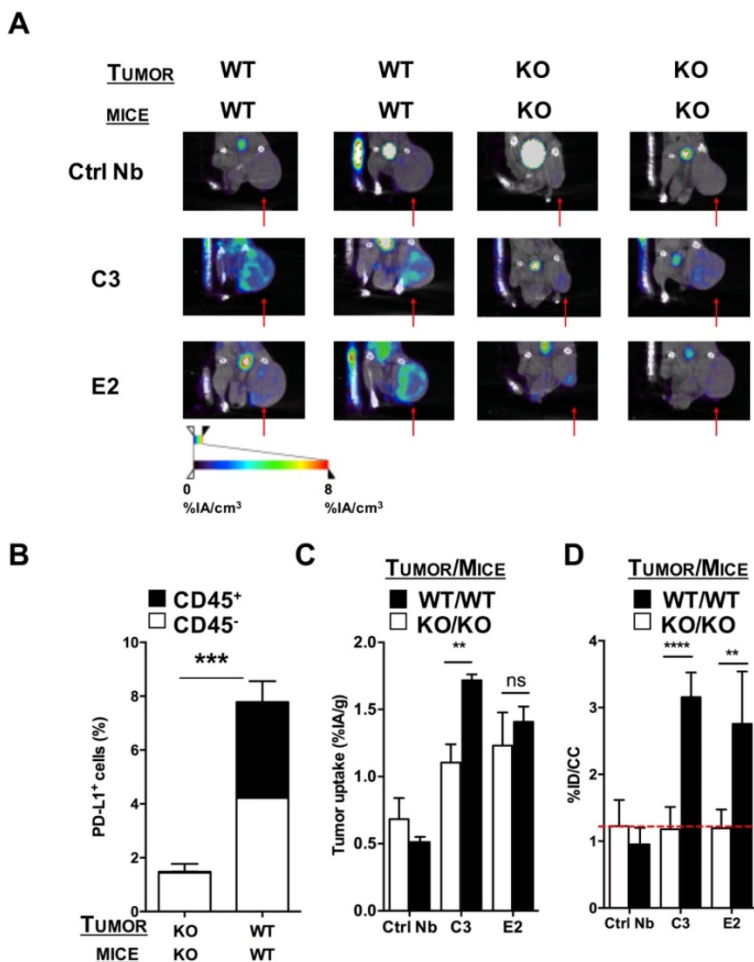 A
TUMOR WT WT KO KO
MICE WT WT KO KO
Ctrl Nb
C3
E2
0 8
%IA/cm³ %IA/cm³
B
CD45⁺
CD45⁻
10
8
6
4
2
0
PD-L1⁺ cells (%)
***
TUMOR KO WT
MICE KO WT
C
TUMOR/MICE
WT/WT
KO/KO
2.0
1.5
1.0
0.5
0.0
Tumor uptake (%IA/g)
**
ns
Ctrl Nb C3 E2
D
TUMOR/MICE
WT/WT
KO/KO
4
3
2
1
0
%ID/CC
****
**
Ctrl Nb C3 E2